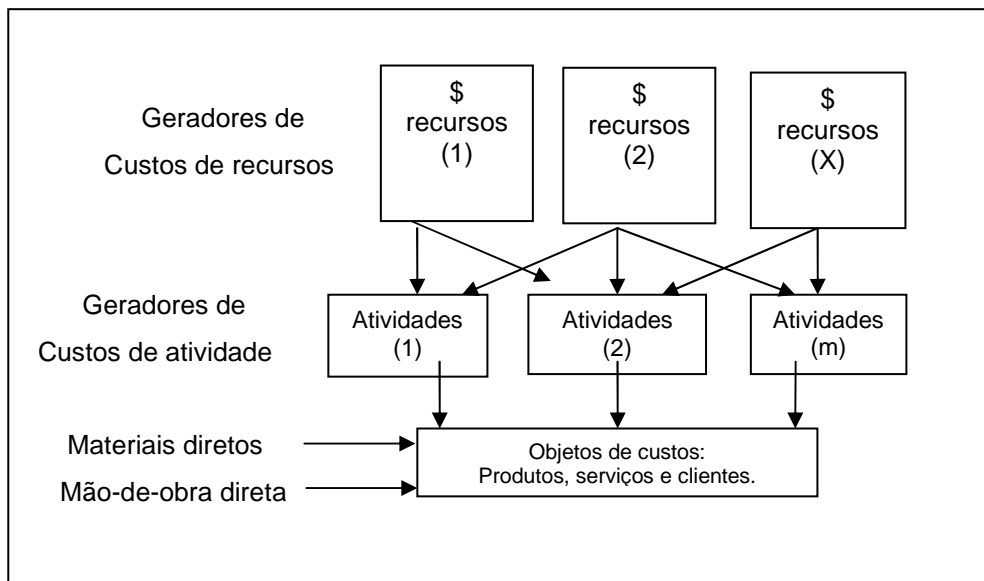 Geradores de
Custos de recursos
$
recursos
(1)
$
recursos
(2)
$
recursos
(X)
Geradores de
Custos de atividade
Atividades
(1)
Atividades
(2)
Atividades
(m)
Materiais diretos
Mão-de-obra direta
Objetos de custos:
Produtos, serviços e clientes.